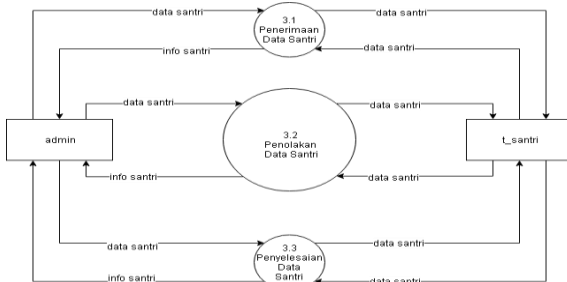 data santri
data santri
3.1
Penerimaan
Data Santri
info santri
data santri
data santri
data santri
admin
3.2
Penolakan
Data Santri
t_santri
info santri
data santri
data santri
data santri
3.3
Penyelesaian
Data
Santri
info santri
data santri